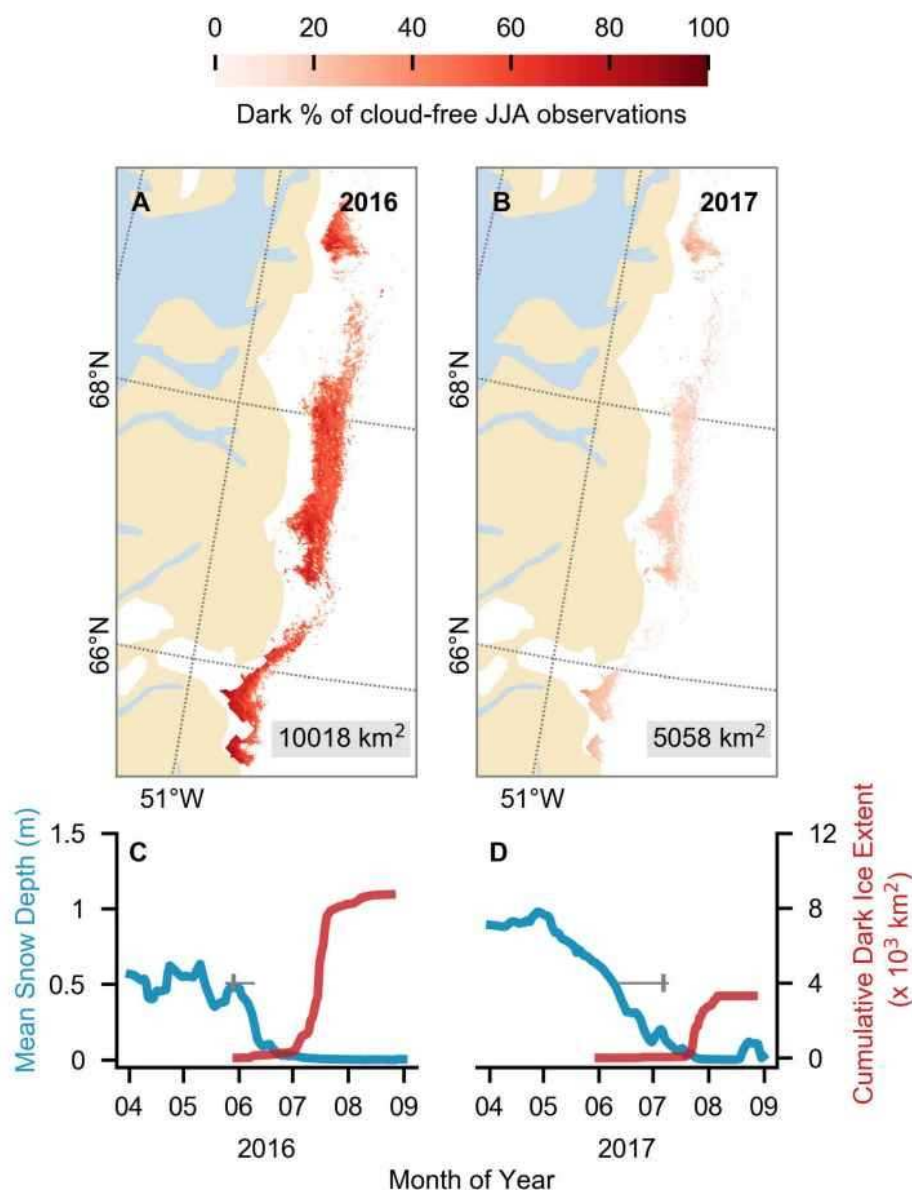 0 20 40 60 80 100
Dark % of cloud-free JJA observations
A 2016
B 2017
68°N
68°N
66°N
66°N
10018 km²
5058 km²
51°W
51°W
Mean Snow Depth (m)
1.5
1
0.5
0
C
D
12
8
4
0
Cumulative Dark Ice Extent
(x 10³ km²)
04 05 06 07 08 09
04 05 06 07 08 09
2016
2017
Month of Year